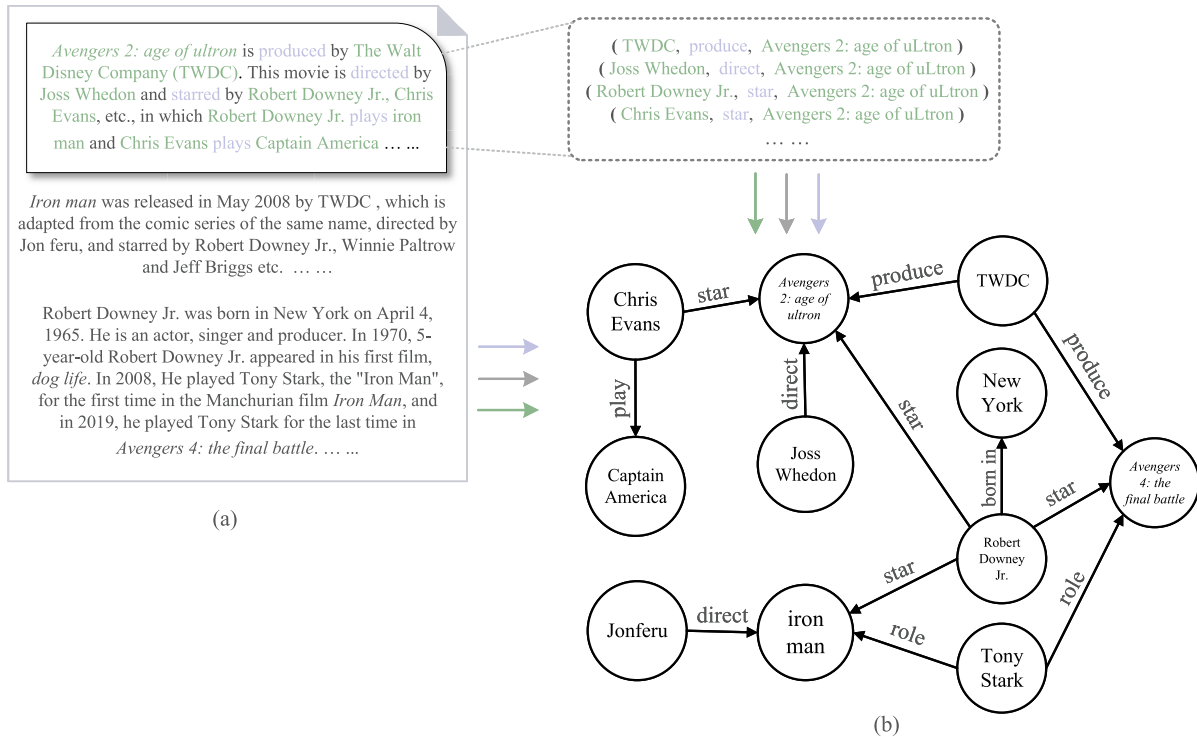 Avengers 2: age of ultron is produced by The Walt
Disney Company (TWDC). This movie is directed by
Joss Whedon and starred by Robert Downey Jr., Chris
Evans, etc., in which Robert Downey Jr. plays iron
man and Chris Evans plays Captain America … ...
Iron man was released in May 2008 by TWDC , which is
adapted from the comic series of the same name, directed by
Jon feru, and starred by Robert Downey Jr., Winnie Paltrow
and Jeff Briggs etc. … …
Robert Downey Jr. was born in New York on April 4,
1965. He is an actor, singer and producer. In 1970, 5-
year-old Robert Downey Jr. appeared in his first film,
dog life. In 2008, He played Tony Stark, the "Iron Man",
for the first time in the Manchurian film Iron Man, and
in 2019, he played Tony Stark for the last time in
Avengers 4: the final battle. … ...
(a)
( TWDC, produce, Avengers 2: age of uLtron )
( Joss Whedon, direct, Avengers 2: age of uLtron )
( Robert Downey Jr., star, Avengers 2: age of uLtron )
( Chris Evans, star, Avengers 2: age of uLtron )
… …
Chris
Evans
star
Avengers
2: age of
ultron
produce
TWDC
play
direct
star
produce
New
York
Captain
America
Joss
Whedon
born in
star
Avengers
4: the
final battle
Robert
Downey
Jr.
star
role
Jonferu
direct
iron
man
role
Tony
Stark
(b)